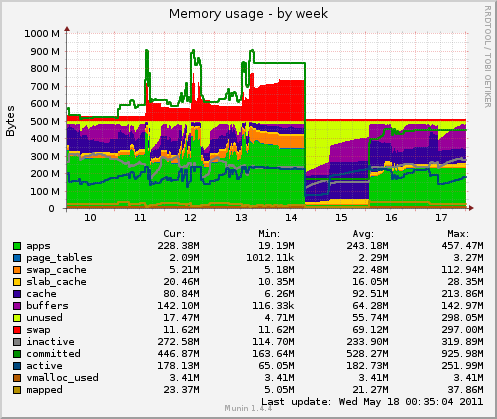 Memory usage - by week
RRDTOOL / TOBI OETIKER
Bytes
1000 M
900 M
800 M
700 M
600 M
500 M
400 M
300 M
200 M
100 M
0
10 11 12 13 14 15 16 17
Cur: Min: Avg: Max:
apps 228.38M 19.19M 243.18M 457.47M
page_tables 2.09M 1012.11k 2.29M 3.27M
swap_cache 5.21M 5.18M 22.48M 112.94M
slab_cache 20.46M 10.35M 16.05M 28.35M
cache 80.84M 6.26M 92.51M 213.86M
buffers 142.10M 116.33k 64.28M 142.97M
unused 17.47M 4.71M 55.74M 298.05M
swap 11.62M 11.62M 69.12M 297.00M
inactive 272.58M 114.70M 233.90M 319.89M
committed 446.87M 163.64M 528.27M 925.98M
active 178.13M 65.05M 182.73M 251.99M
vmalloc_used 3.41M 3.41M 3.41M 3.41M
mapped 23.37M 5.05M 21.27M 37.86M
Last update: Wed May 18 00:35:04 2011
Munin 1.4.4